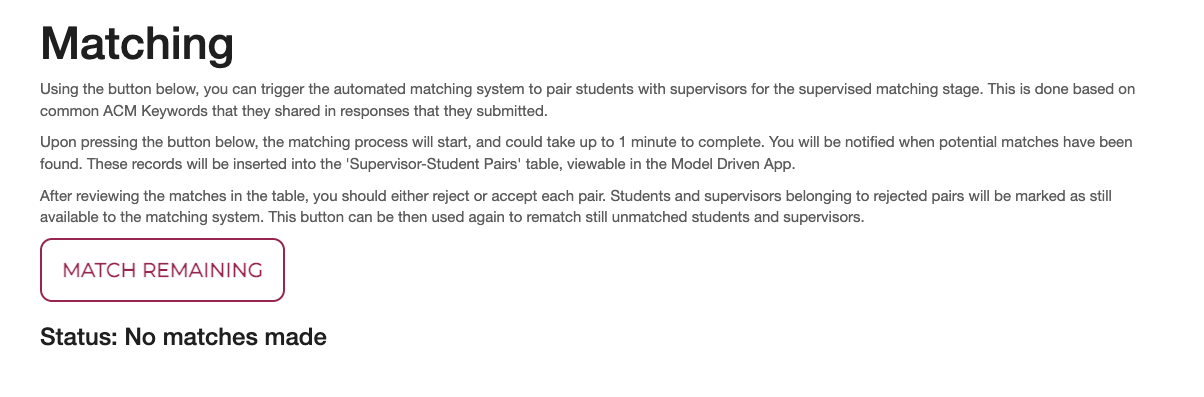 Matching
Using the button below, you can trigger the automated matching system to pair students with supervisors for the supervised matching stage. This is done based on
common ACM Keywords that they shared in responses that they submitted.
Upon pressing the button below, the matching process will start, and could take up to 1 minute to complete. You will be notified when potential matches have been
found. These records will be inserted into the 'Supervisor-Student Pairs' table, viewable in the Model Driven App.
After reviewing the matches in the table, you should either reject or accept each pair. Students and supervisors belonging to rejected pairs will be marked as still
available to the matching system. This button can be then used again to rematch still unmatched students and supervisors.
MATCH REMAINING
Status: No matches made